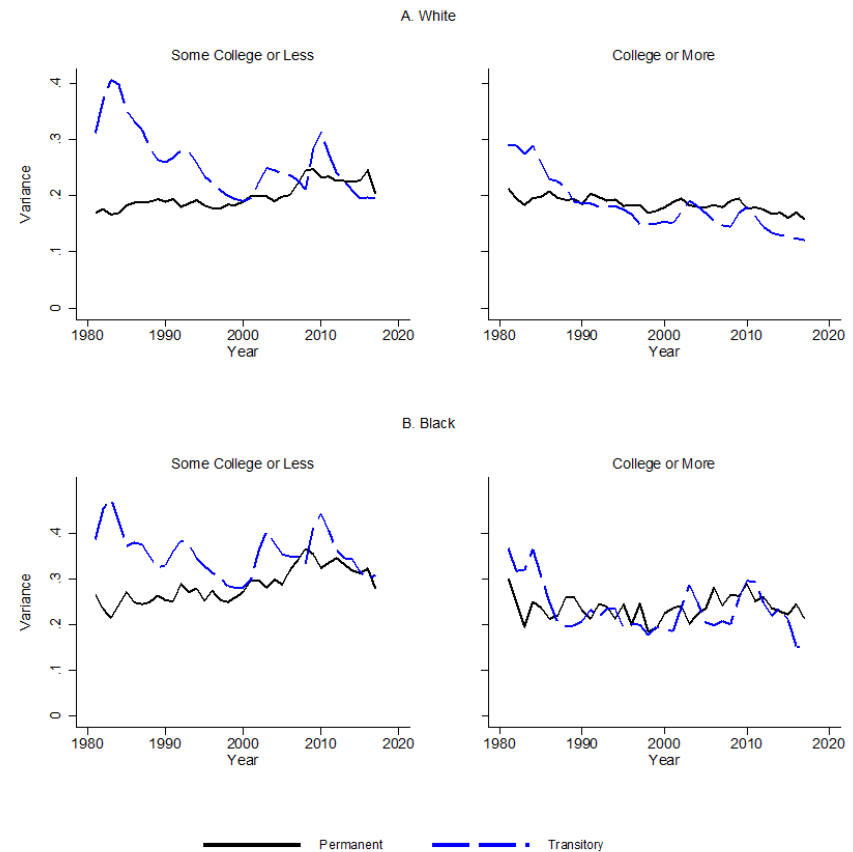 A. White
Some College or Less
College or More
Variance
.4
.3
.2
.1
0
1980 1990 2000 2010 2020
Year
1980 1990 2000 2010 2020
Year
B. Black
Some College or Less
College or More
Variance
.4
.3
.2
.1
0
1980 1990 2000 2010 2020
Year
1980 1990 2000 2010 2020
Year
Permanent
Transitory